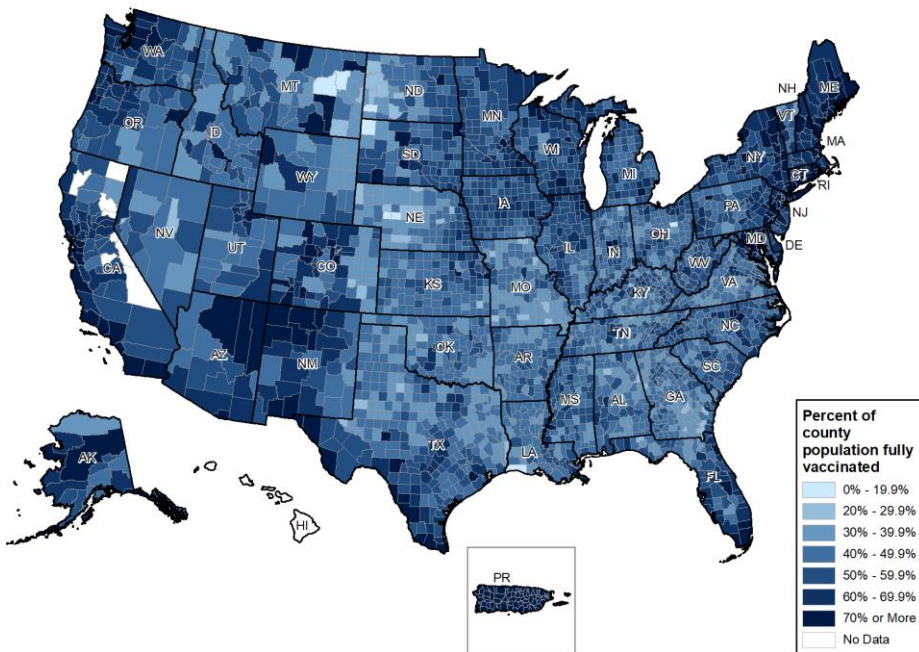 WA
MT
ND
MN
ME
NH
VT
OR
ID
SD
WI
MI
NY
MA
WY
CT
RI
IA
NE
PA
NJ
NV
UT
CO
IL
IN
OH
MD
DE
CA
KS
MO
WV
VA
KY
AZ
NM
OK
AR
TN
NC
SC
MS
AL
GA
TX
LA
FL
AK
HI
PR
Percent of
county
population fully
vaccinated
0% - 19.9%
20% - 29.9%
30% - 39.9%
40% - 49.9%
50% - 59.9%
60% - 69.9%
70% or More
No Data